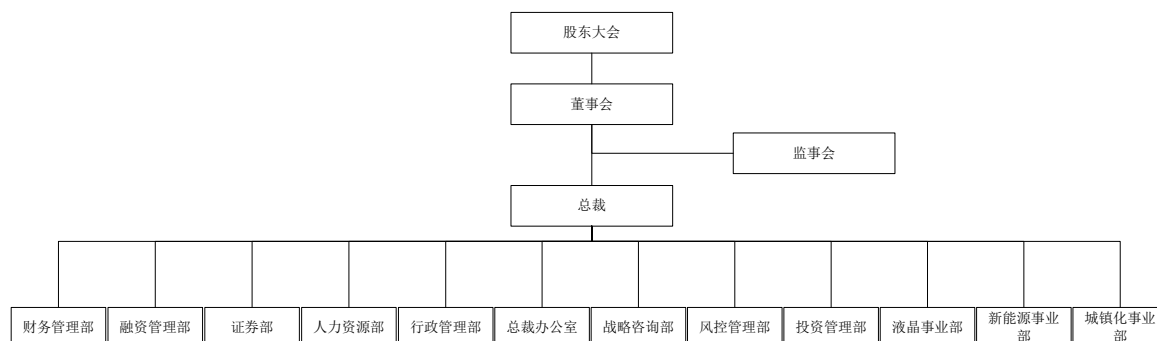 股东大会
董事会
监事会
总裁
财务管理部
融资管理部
证券部
人力资源部
行政管理部
总裁办公室
战略咨询部
风控管理部
投资管理部
液晶事业部
新能源事业
部
城镇化事业
部